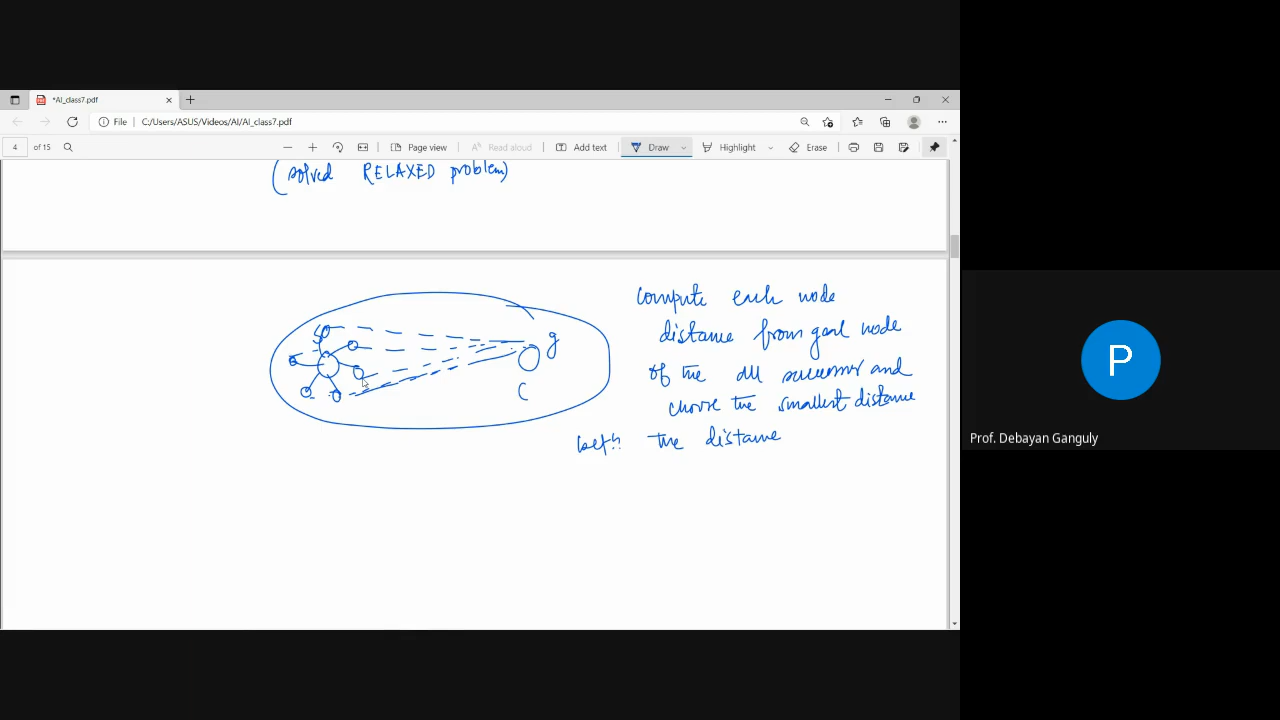 *AI_class7.pdf
File C:/Users/ASUS/Videos/AI/AI_class7.pdf
4 of 15 Page view Read aloud Add text Draw Highlight Erase
(solved RELAXED problem)
compute each node
distance from goal node
of the all successor and
choose the smallest distance
betn the distance
S
g
C
P
Prof. Debayan Ganguly